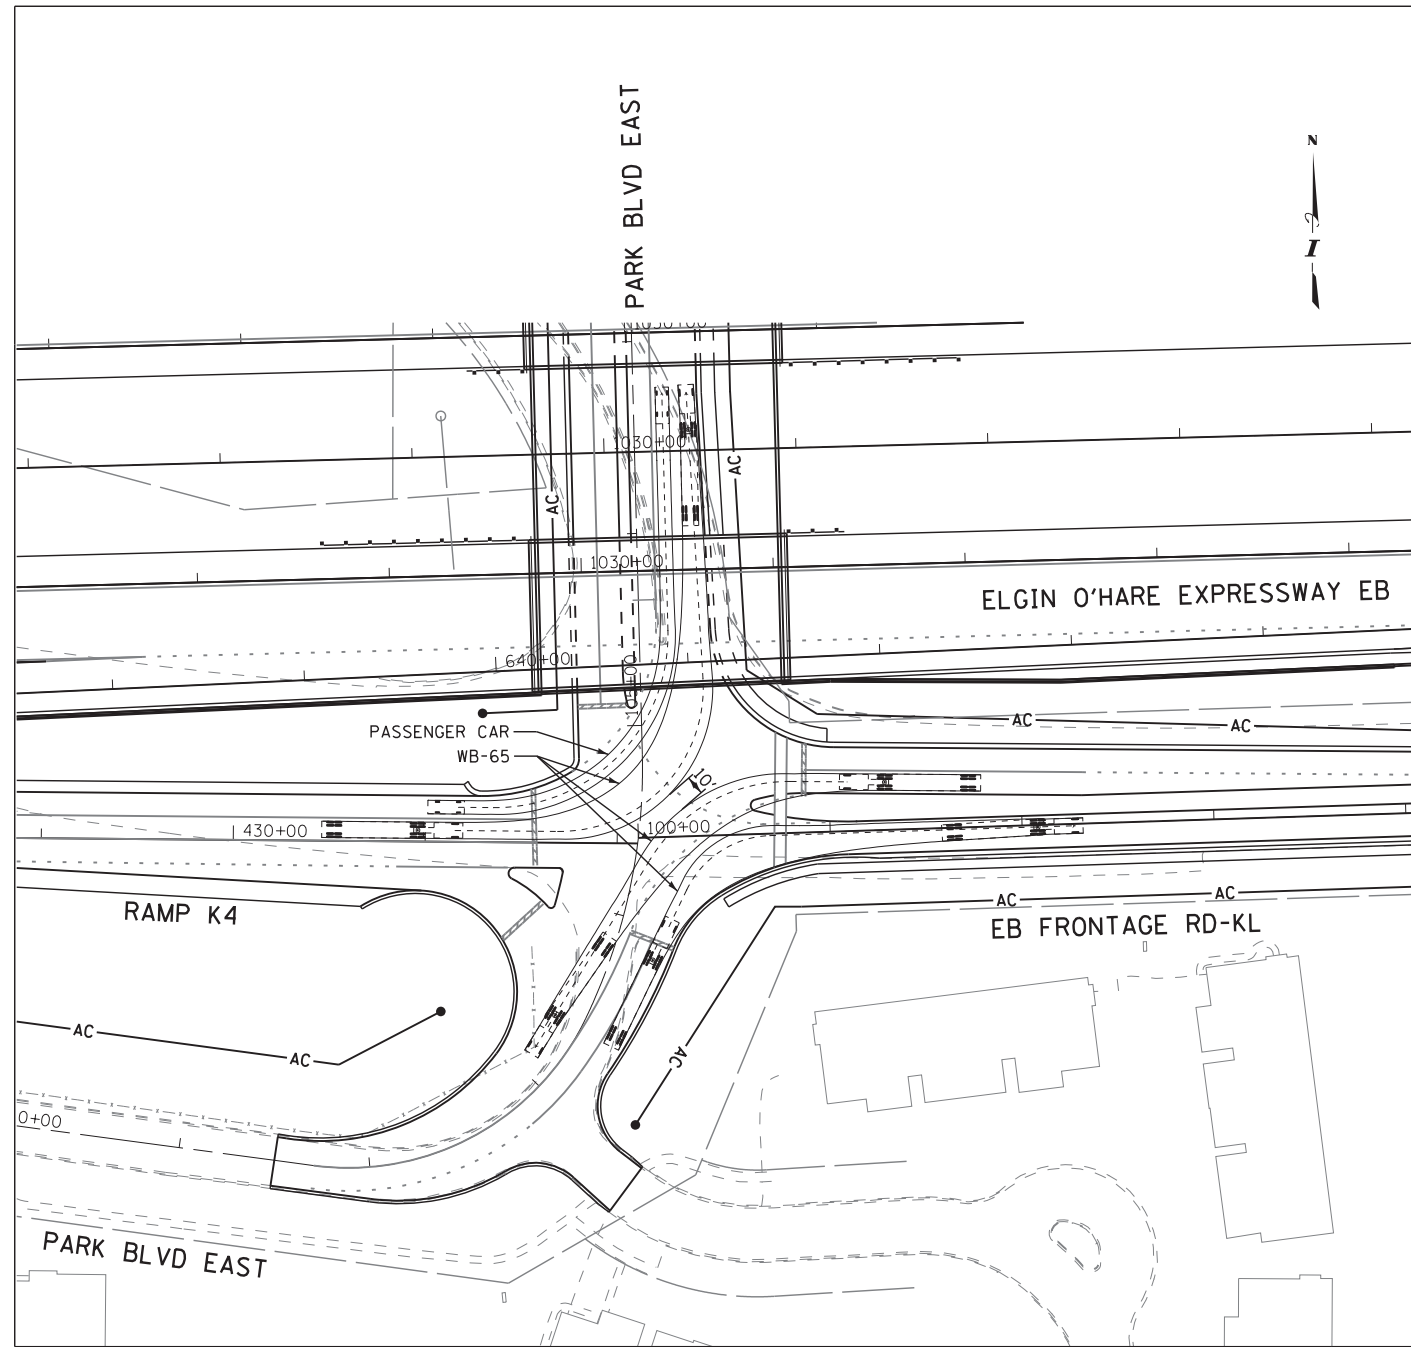 PARK BLVD EAST
N
I
1030+00
AC
AC
1030+00
ELGIN O'HARE EXPRESSWAY EB
640+00
PASSENGER CAR
WB-65
AC
AC
10'
430+00
100+00
RAMP K4
AC
AC
EB FRONTAGE RD-KL
AC
AC
AC
0+00
PARK BLVD EAST